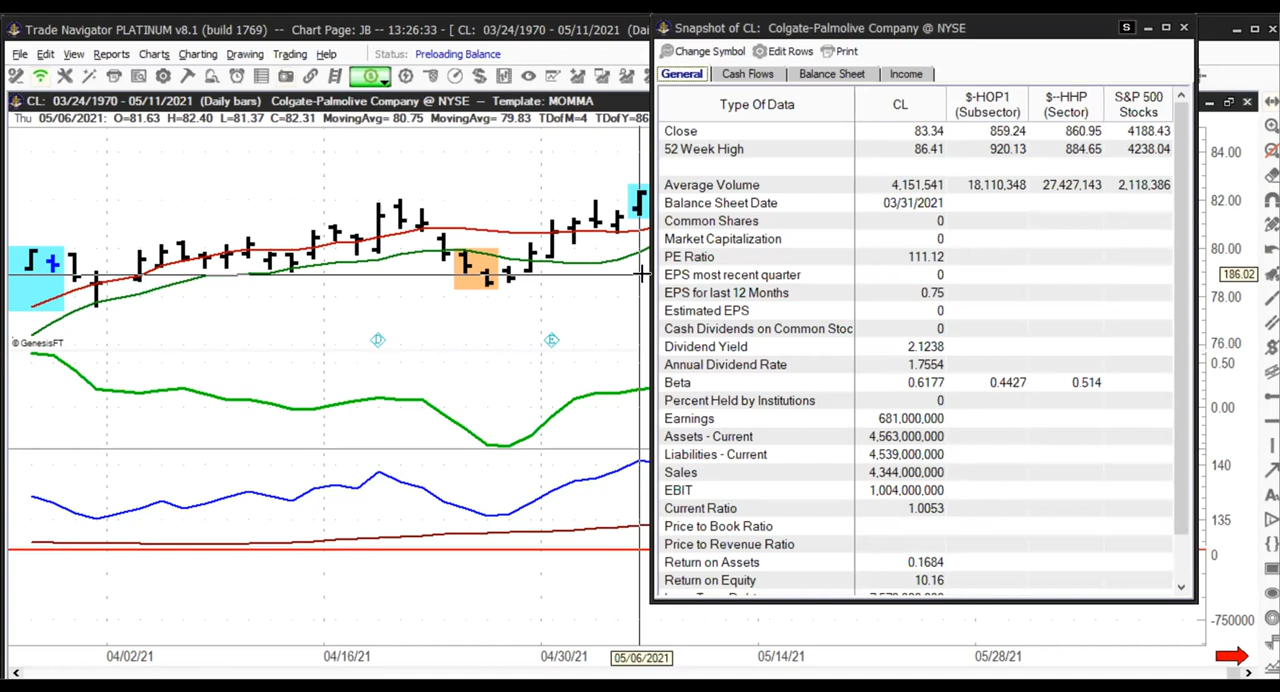 Trade Navigator PLATINUM v8.1 (build 1769) -- Chart Page: JB -- 13:26:33 - [ CL: 03/24/1970 - 05/11/2021 (Dai
File Edit View Reports Charts Charting Drawing Trading Help Status: Preloading Balance
CL: 03/24/1970 - 05/11/2021 (Daily bars) Colgate-Palmolive Company @ NYSE – Template: MOMMA
Thu 05/06/2021: O=81.63 H=82.40 L=81.37 C=82.31 MovingAvg= 80.75 MovingAvg= 79.83 TDofM=4 TDofY=86
Snapshot of CL: Colgate-Palmolive Company @ NYSE
S
Change Symbol Edit Rows Print
General Cash Flows Balance Sheet Income
Type Of Data CL $-HOP1 (Subsector) $--HHP (Sector) S&P 500 Stocks
Close 83.34 859.24 860.95 4188.43
52 Week High 86.41 920.13 884.65 4238.04
Average Volume 4,151,541 18,110,348 27,427,143 2,118,386
Balance Sheet Date 03/31/2021
Common Shares 0
Market Capitalization 0
PE Ratio 111.12
EPS most recent quarter 0
EPS for last 12 Months 0.75
Estimated EPS 0
Cash Dividends on Common Stoc 0
Dividend Yield 2.1238
Annual Dividend Rate 1.7554
Beta 0.6177 0.4427 0.514
Percent Held by Institutions 0
Earnings 681,000,000
Assets - Current 4,563,000,000
Liabilities - Current 4,539,000,000
Sales 4,344,000,000
EBIT 1,004,000,000
Current Ratio 1.0053
Price to Book Ratio
Price to Revenue Ratio
Return on Assets 0.1684
Return on Equity 10.16
84.00
82.00
80.00
186.02
78.00
76.00
0.50
0.00
140
135
0
-750000
© GenesisFT
D
E
04/02/21 04/16/21 04/30/21 05/06/2021 05/14/21 05/28/21